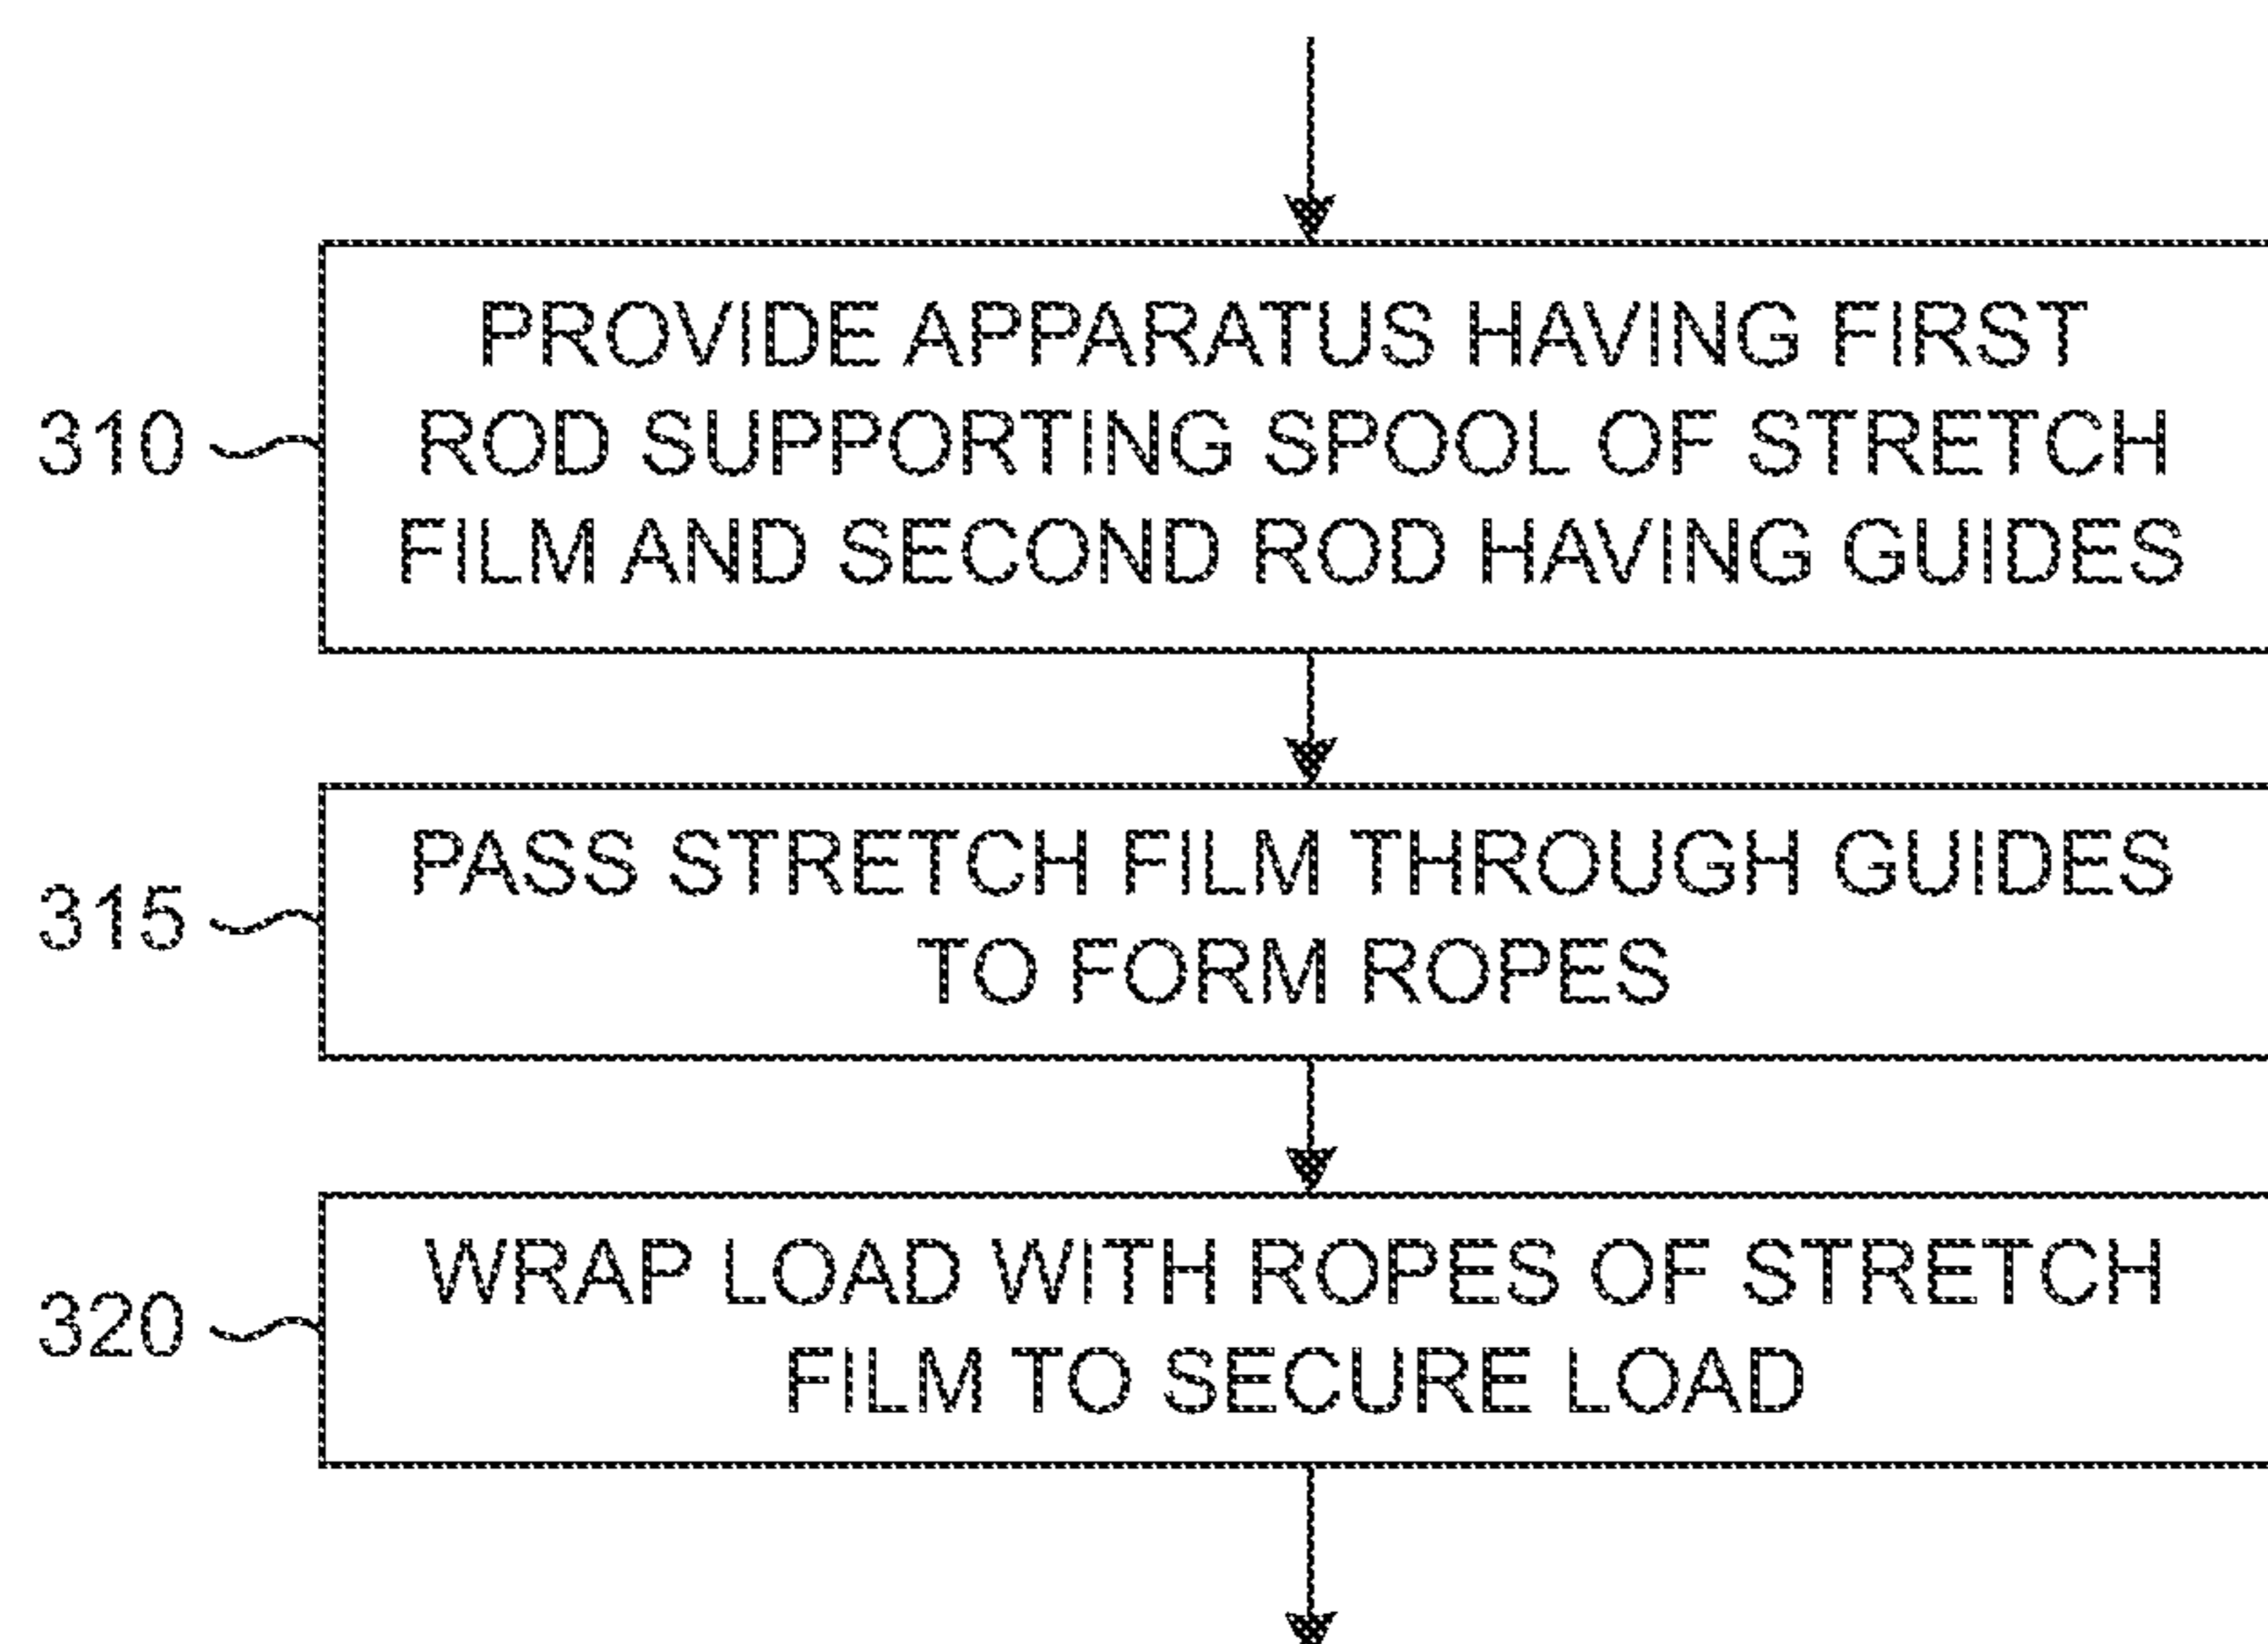 PROVIDE APPARATUS HAVING FIRST
310 ROD SUPPORTING SPOOL OF STRETCH
FILM AND SECOND ROD HAVING GUIDES
PASS STRETCH FILM THROUGH GUIDES
315
TO FORM ROPES
WRAP LOAD WITH ROPES OF STRETCH
320
FILM TO SECURE LOAD